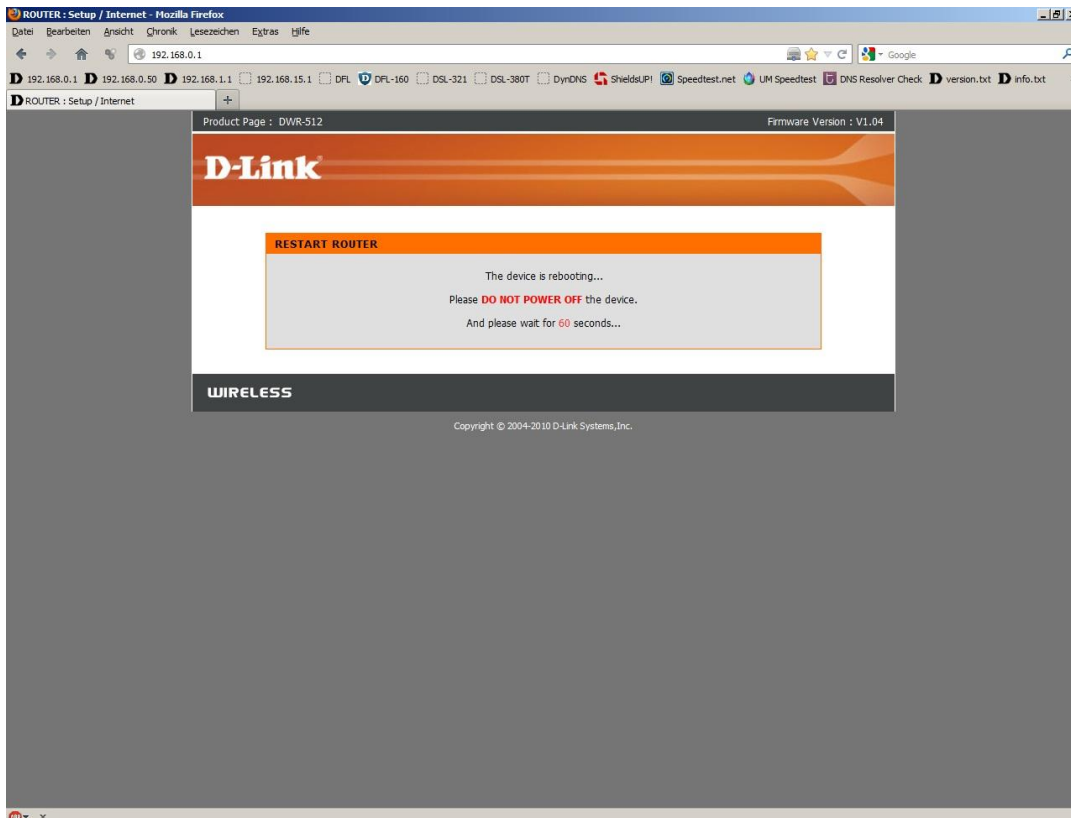 ROUTER : Setup / Internet - Mozilla Firefox
Datei Bearbeiten Ansicht Chronik Lesezeichen Extras Hilfe
192.168.0.1 Google
192.168.0.1 192.168.0.50 192.168.1.1 192.168.15.1 DFL DFL-160 DSL-321 DSL-380T DynDNS ShieldsUP! Speedtest.net UM Speedtest DNS Resolver Check version.txt info.txt
ROUTER : Setup / Internet
Product Page : DWR-512 Firmware Version : V1.04
D-Link
RESTART ROUTER
The device is rebooting...
Please DO NOT POWER OFF the device.
And please wait for 60 seconds...
WIRELESS
Copyright © 2004-2010 D-Link Systems,Inc.